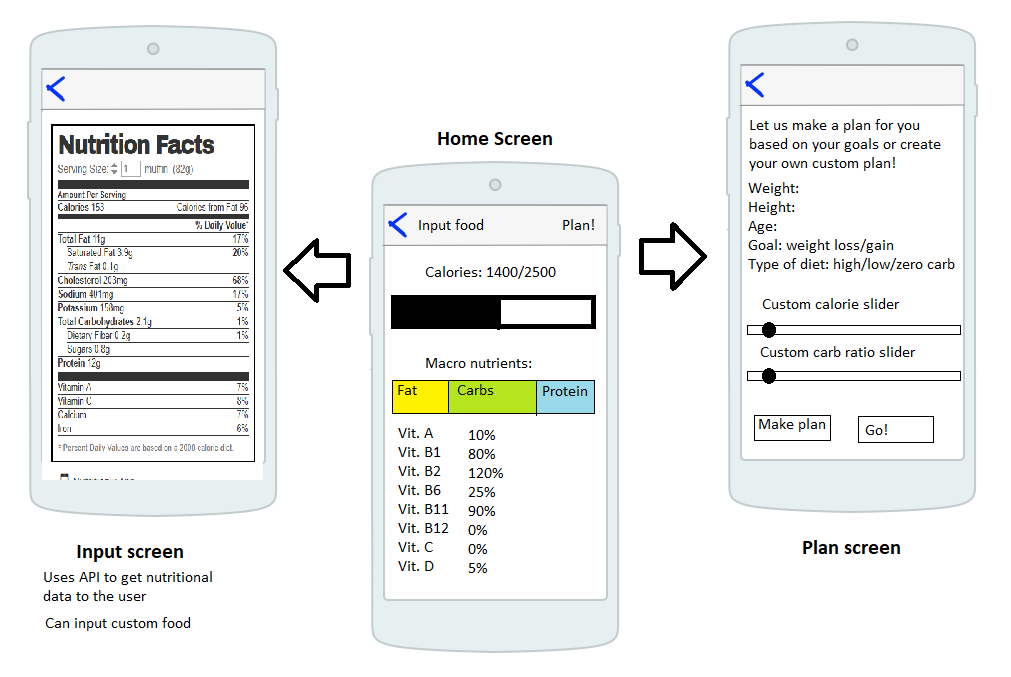 Nutrition Facts
Serving Size: 1 muffin (82g)
Amount Per Serving
Calories 153 Calories from Fat 96
% Daily Value*
Total Fat 11g 17%
Saturated Fat 3.9g 20%
Trans Fat 0.1g
Cholesterol 203mg 68%
Sodium 401mg 17%
Potassium 158mg 5%
Total Carbohydrates 2.1g 1%
Dietary Fiber 0.2g 1%
Sugars 0.8g
Protein 12g
Vitamin A 7%
Vitamin C 8%
Calcium 7%
Iron 6%
* Percent Daily Values are based on a 2000 calorie diet.
Input screen
Uses API to get nutritional
data to the user
Can input custom food
Home Screen
Input food Plan!
Calories: 1400/2500
Macro nutrients:
Fat Carbs Protein
Vit. A 10%
Vit. B1 80%
Vit. B2 120%
Vit. B6 25%
Vit. B11 90%
Vit. B12 0%
Vit. C 0%
Vit. D 5%
Let us make a plan for you
based on your goals or create
your own custom plan!
Weight:
Height:
Age:
Goal: weight loss/gain
Type of diet: high/low/zero carb
Custom calorie slider
Custom carb ratio slider
Make plan Go!
Plan screen